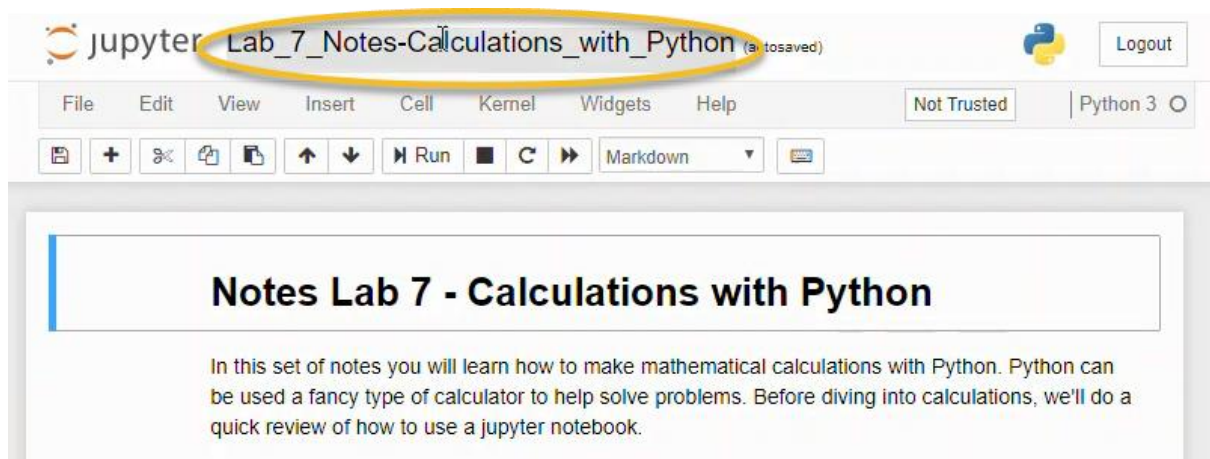 jupyter Lab_7_Notes-Calculations_with_Python (autosaved) Logout
File Edit View Insert Cell Kernel Widgets Help Not Trusted Python 3
Run Markdown
Notes Lab 7 - Calculations with Python
In this set of notes you will learn how to make mathematical calculations with Python. Python can
be used a fancy type of calculator to help solve problems. Before diving into calculations, we'll do a
quick review of how to use a jupyter notebook.